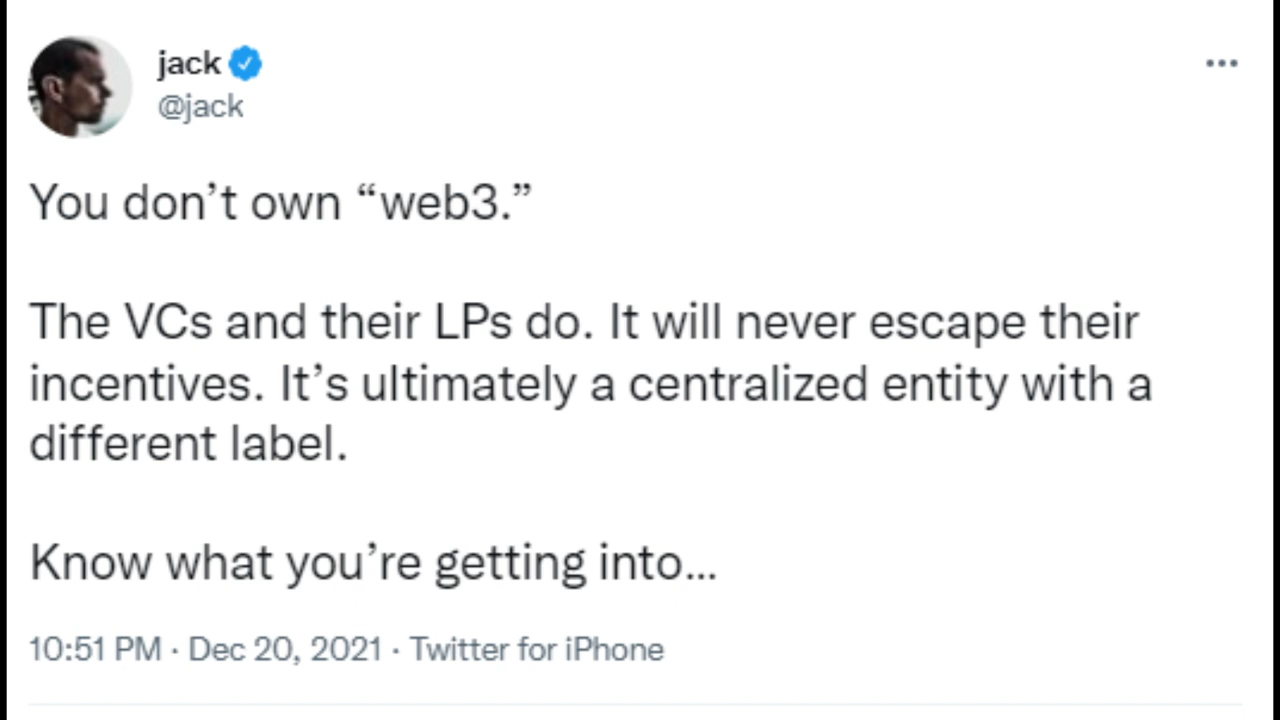 jack
@jack
You don’t own “web3.”
The VCs and their LPs do. It will never escape their
incentives. It’s ultimately a centralized entity with a
different label.
Know what you’re getting into...
10:51 PM · Dec 20, 2021 · Twitter for iPhone